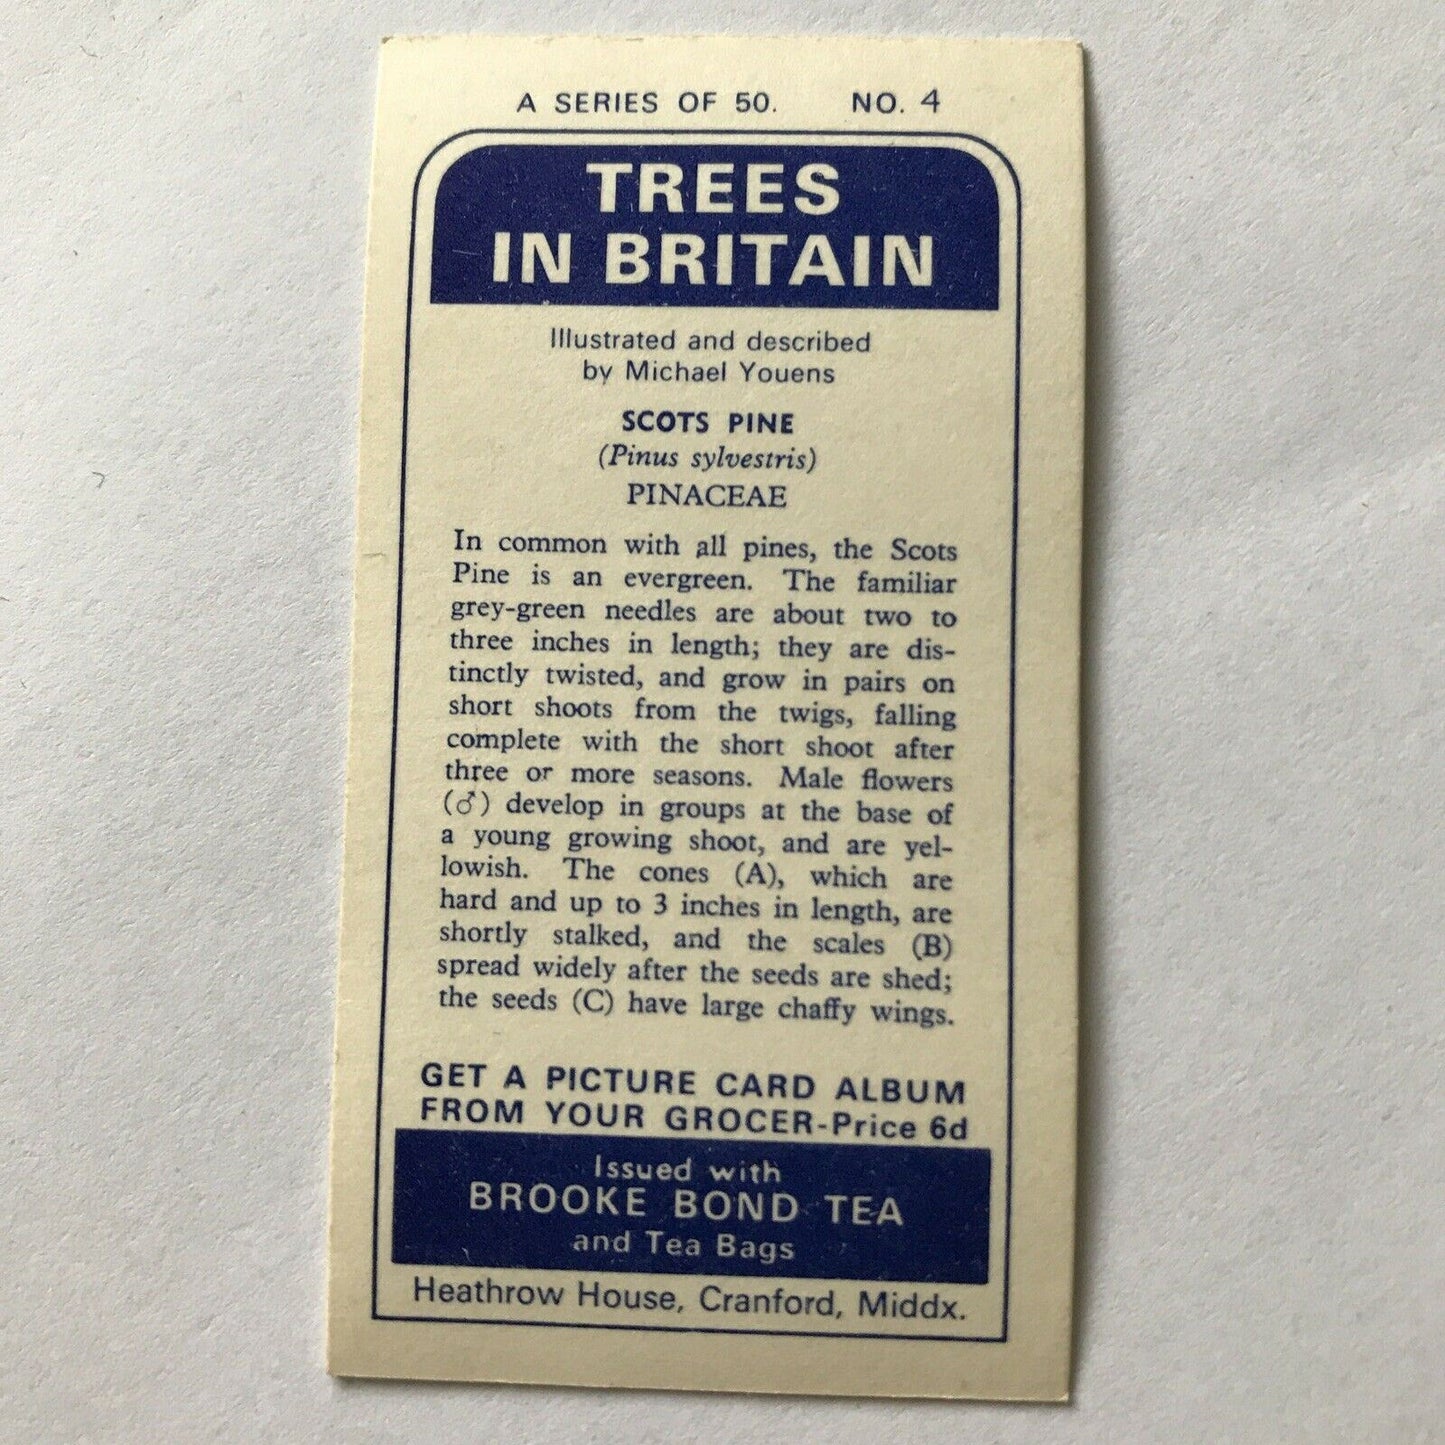 A SERIES OF 50. NO. 4
TREES
IN BRITAIN
Illustrated and described
by Michael Youens
SCOTS PINE
(Pinus sylvestris)
PINACEAE
In common with all pines, the Scots
Pine is an evergreen. The familiar
grey-green needles are about two to
three inches in length; they are dis-
tinctly twisted, and grow in pairs on
short shoots from the twigs, falling
complete with the short shoot after
three or more seasons. Male flowers
(♂) develop in groups at the base of
a young growing shoot, and are yel-
lowish. The cones (A), which are
hard and up to 3 inches in length, are
shortly stalked, and the scales (B)
spread widely after the seeds are shed;
the seeds (C) have large chaffy wings.
GET A PICTURE CARD ALBUM
FROM YOUR GROCER-Price 6d
Issued with
BROOKE BOND TEA
and Tea Bags
Heathrow House, Cranford, Middx.